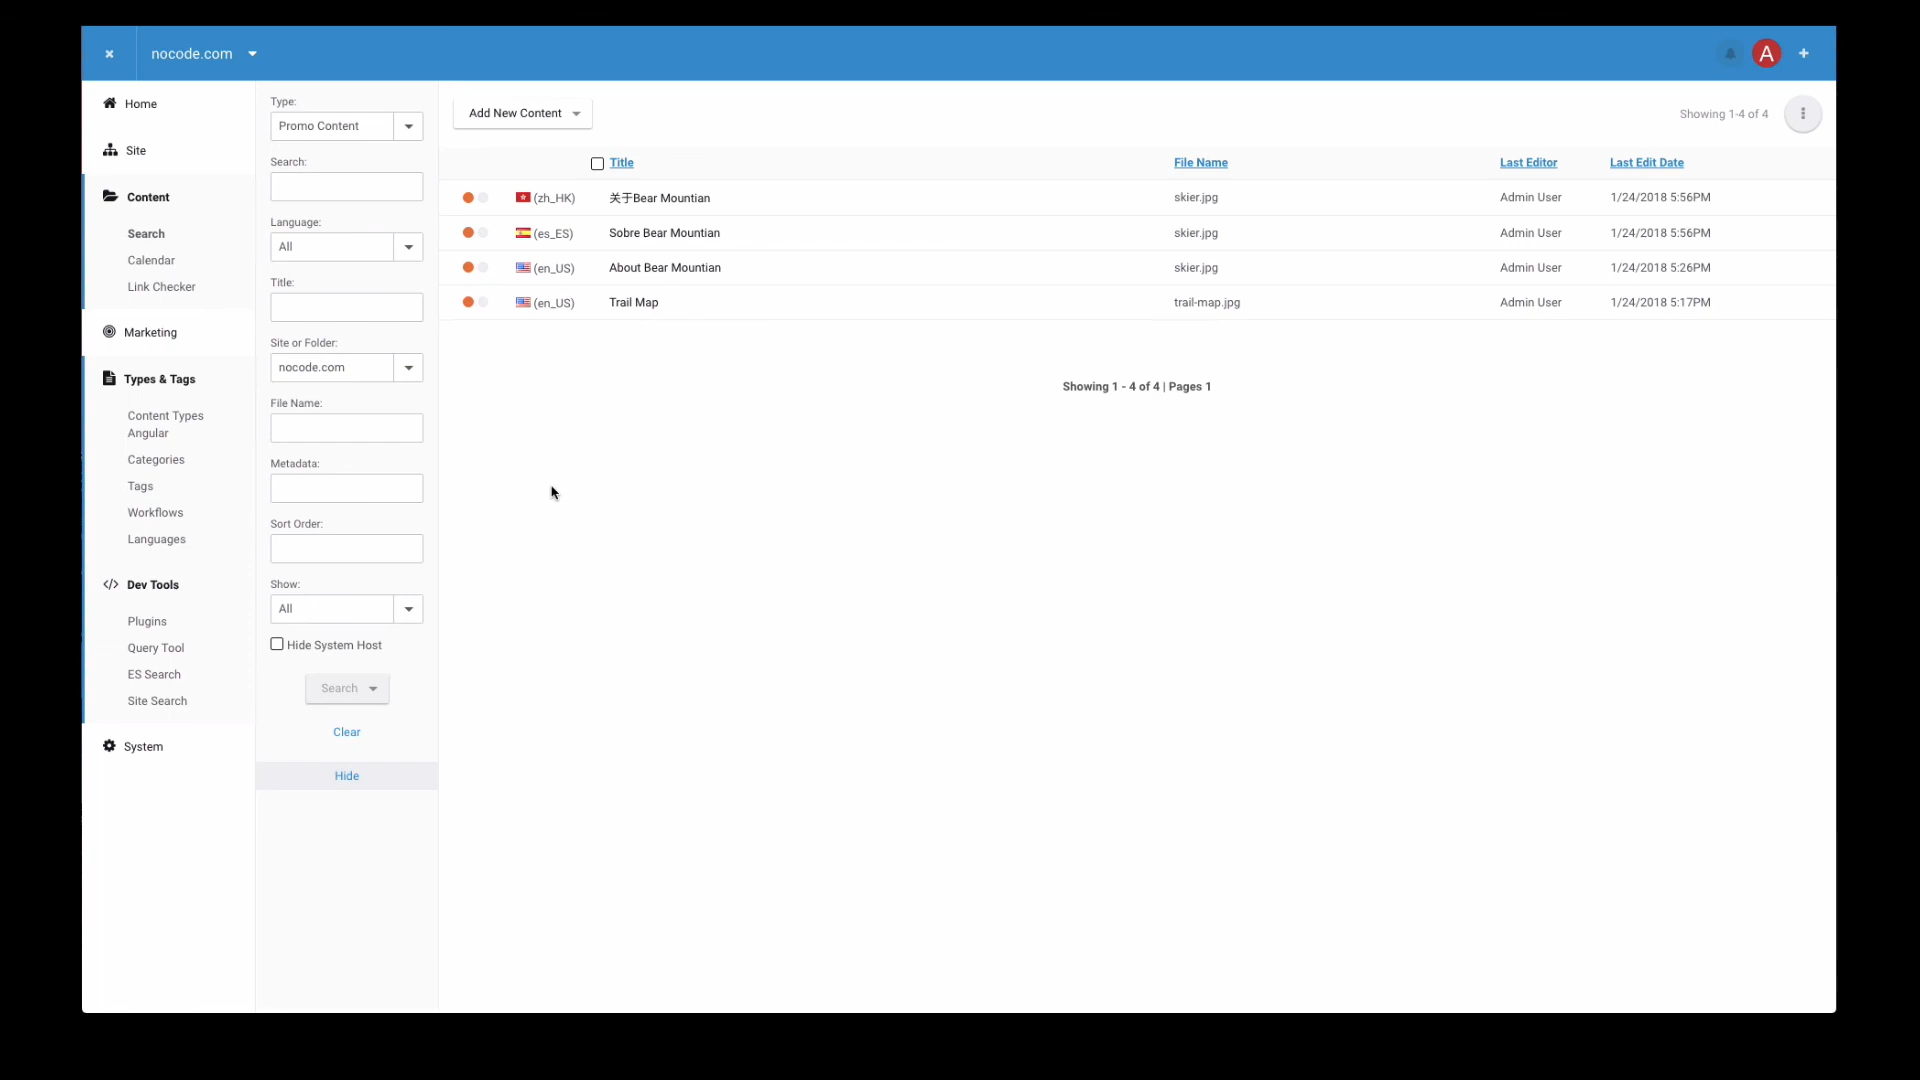 nocode.com
A
Home
Site
Content
Search
Calendar
Link Checker
Marketing
Types & Tags
Content Types
Angular
Categories
Tags
Workflows
Languages
Dev Tools
Plugins
Query Tool
ES Search
Site Search
System
Type:
Promo Content
Search:
Language:
All
Title:
Site or Folder:
nocode.com
File Name:
Metadata:
Sort Order:
Show:
All
Hide System Host
Search
Clear
Hide
Add New Content
Showing 1-4 of 4
Title File Name Last Editor Last Edit Date
(zh_HK) 关于Bear Mountian skier.jpg Admin User 1/24/2018 5:56PM
(es_ES) Sobre Bear Mountian skier.jpg Admin User 1/24/2018 5:56PM
(en_US) About Bear Mountian skier.jpg Admin User 1/24/2018 5:26PM
(en_US) Trail Map trail-map.jpg Admin User 1/24/2018 5:17PM
Showing 1 - 4 of 4 | Pages 1